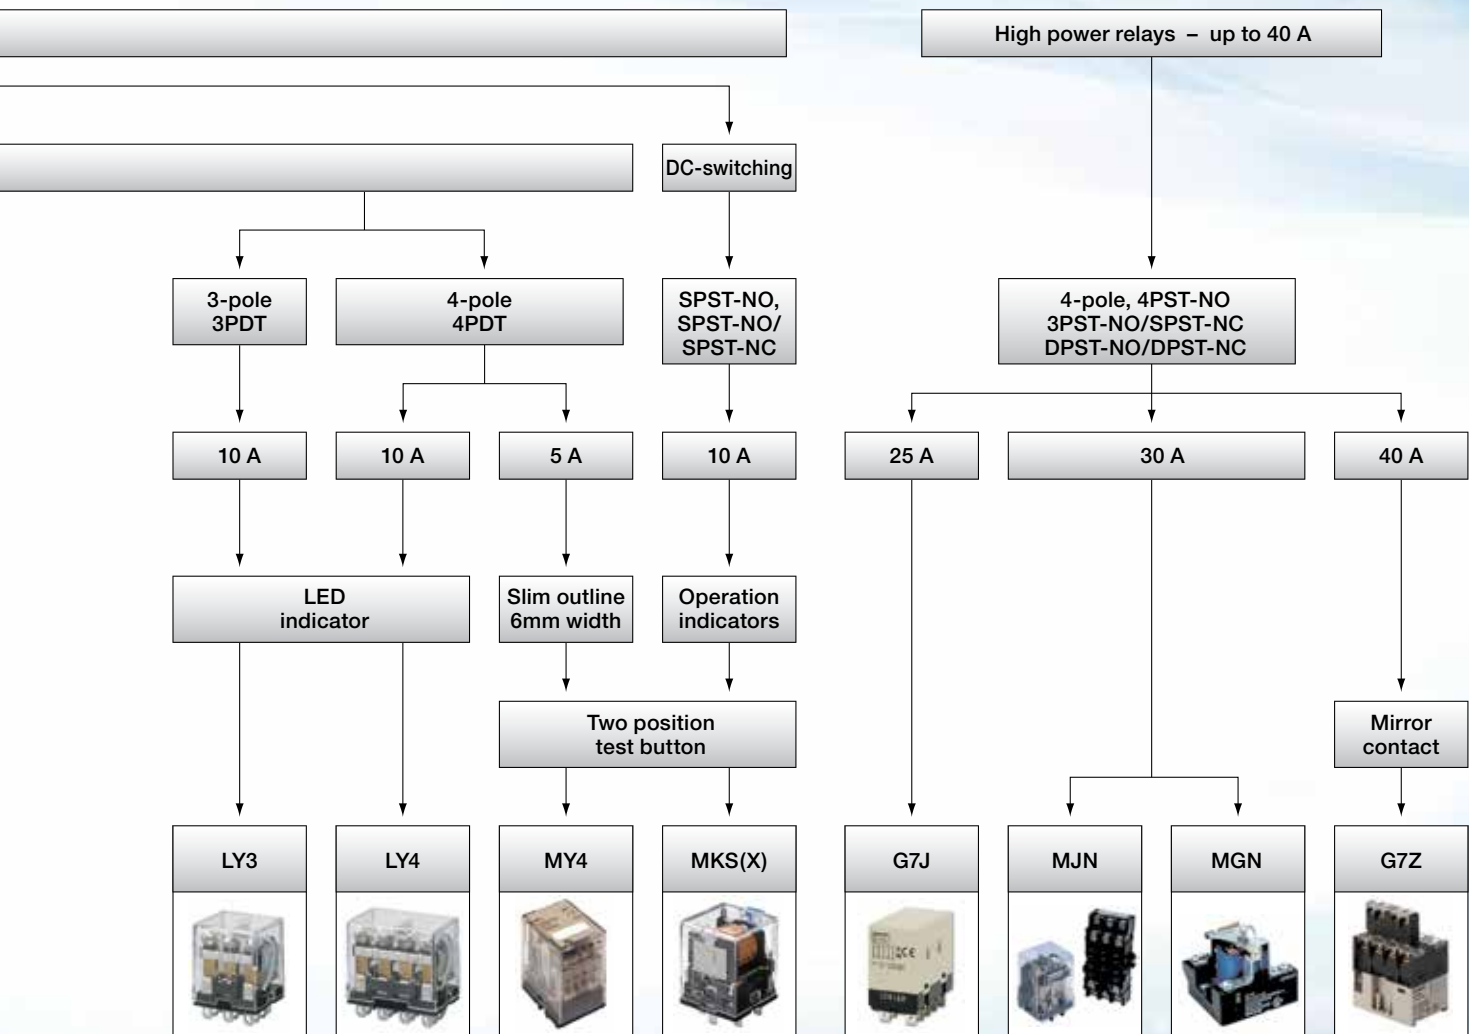 High power relays – up to 40 A
DC-switching
3-pole
3PDT
4-pole
4PDT
SPST-NO,
SPST-NO/
SPST-NC
4-pole, 4PST-NO
3PST-NO/SPST-NC
DPST-NO/DPST-NC
10 A
10 A
5 A
10 A
25 A
30 A
40 A
LED
indicator
Slim outline
6mm width
Operation
indicators
Two position
test button
Mirror
contact
LY3
LY4
MY4
MKS(X)
G7J
MJN
MGN
G7Z